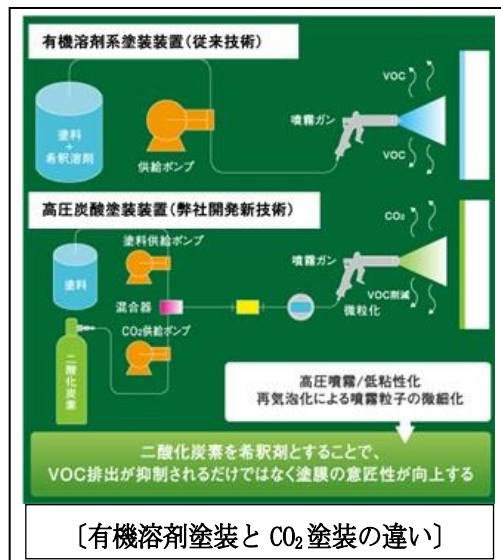 有機溶剤系塗装装置(従来技術)
塗料
+
希釈溶剤
供給ポンプ
噴霧ガン
VOC
VOC
高圧炭酸塗装装置(弊社開発新技術)
塗料供給ポンプ
塗料
混合器
CO₂供給ポンプ
二酸化炭素
噴霧ガン
微粒化
CO₂
VOC削減
高圧噴霧/低粘性化
再気泡化による噴霧粒子の微細化
二酸化炭素を希釈剤とすることで、
VOC排出が抑制されるだけではなく塗膜の意匠性が向上する
〔有機溶剤塗装と CO₂塗装の違い〕